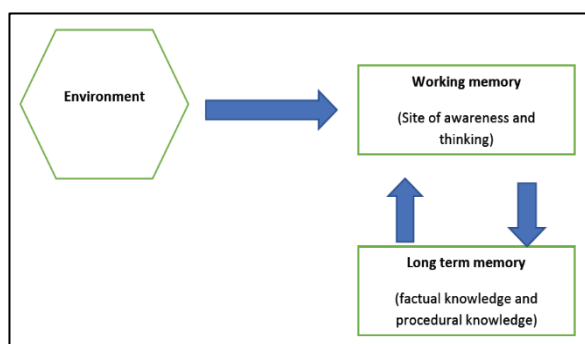 Environment
Working memory
(Site of awareness and
thinking)
Long term memory
(factual knowledge and
procedural knowledge)